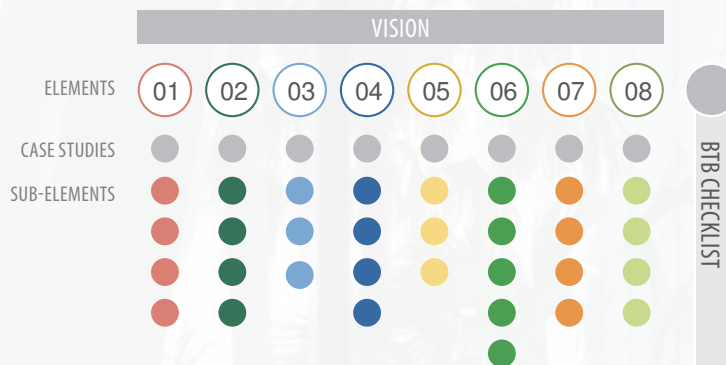 VISION
ELEMENTS 01 02 03 04 05 06 07 08
CASE STUDIES
SUB-ELEMENTS
BTB CHECKLIST